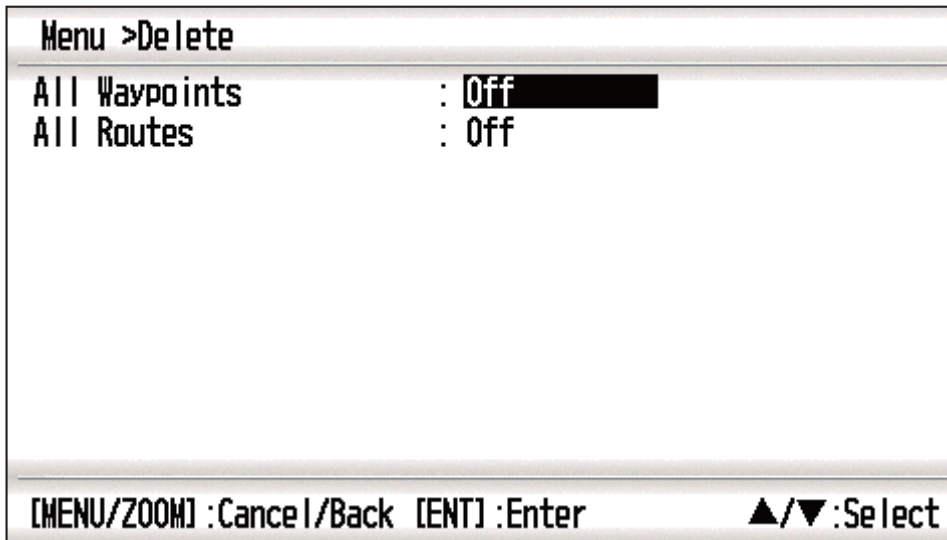 Menu >Delete
All Waypoints : Off
All Routes : Off
[MENU/ZOOM]:Cancel/Back [ENT]:Enter ▲/▼:Select